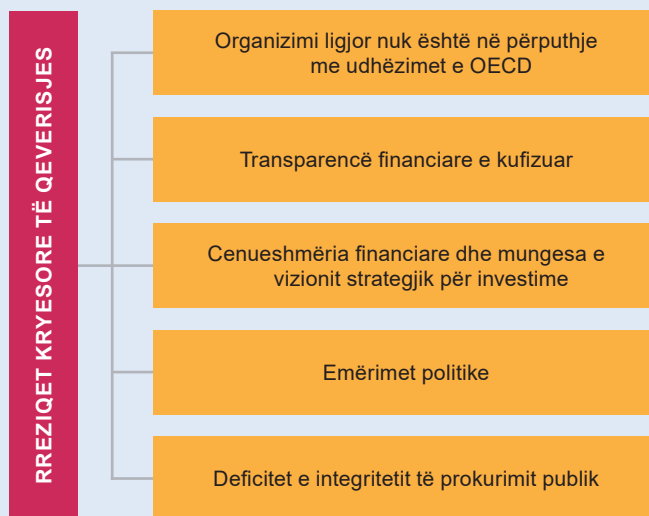 RREZIQET KRYESORE TË QEVERISJES
Organizimi ligjor nuk është në përputhje
me udhëzimet e OECD
Transparencë financiare e kufizuar
Cenueshmëria financiare dhe mungesa e
vizionit strategjik për investime
Emërimet politike
Deficitet e integritetit të prokurimit publik